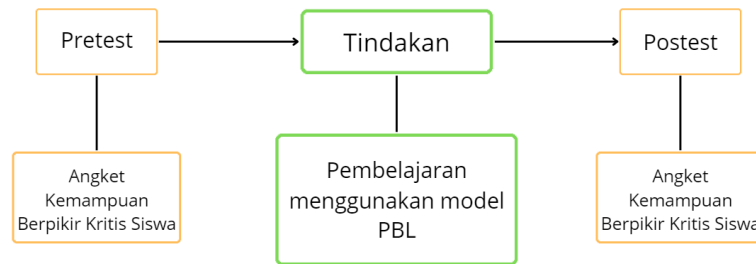 Pretest
Tindakan
Postest
Angket
Kemampuan
Berpikir Kritis Siswa
Pembelajaran
menggunakan model
PBL
Angket
Kemampuan
Berpikir Kritis Siswa